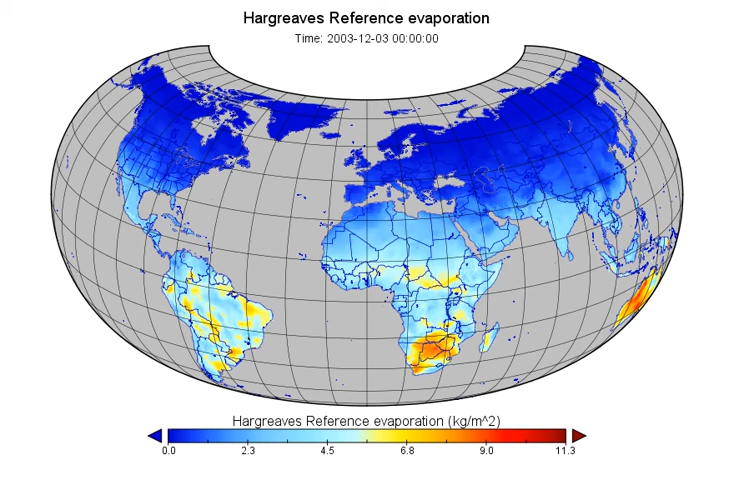 Hargreaves Reference evaporation
Time: 2003-12-03 00:00:00
Hargreaves Reference evaporation (kg/m^2)
0.0 2.3 4.5 6.8 9.0 11.3